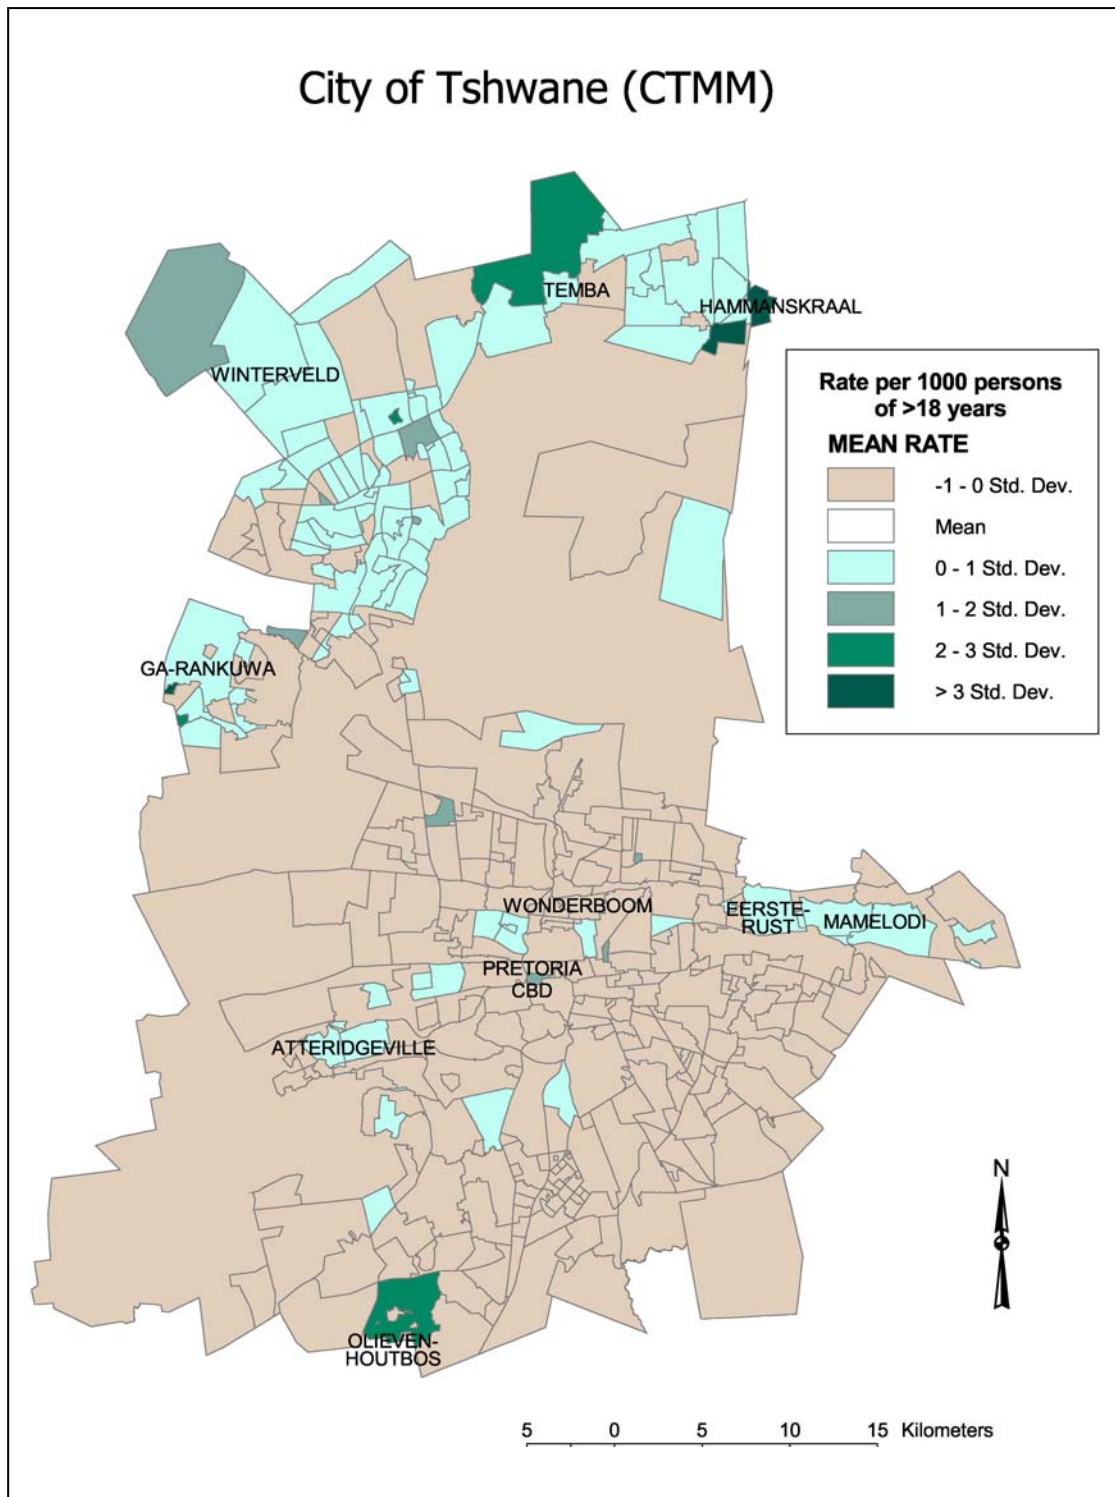 City of Tshwane (CTMM)
TEMBA
HAMMANSKRAAL
WINTERVELD
Rate per 1000 persons
of >18 years
MEAN RATE
-1 - 0 Std. Dev.
Mean
0 - 1 Std. Dev.
1 - 2 Std. Dev.
2 - 3 Std. Dev.
> 3 Std. Dev.
GA-RANKUWA
WONDERBOOM
EERSTE-
RUST
MAMELODI
PRETORIA
CBD
ATTERIDGEVILLE
N
OLIEVEN-
HOUTBOS
5 0 5 10 15 Kilometers